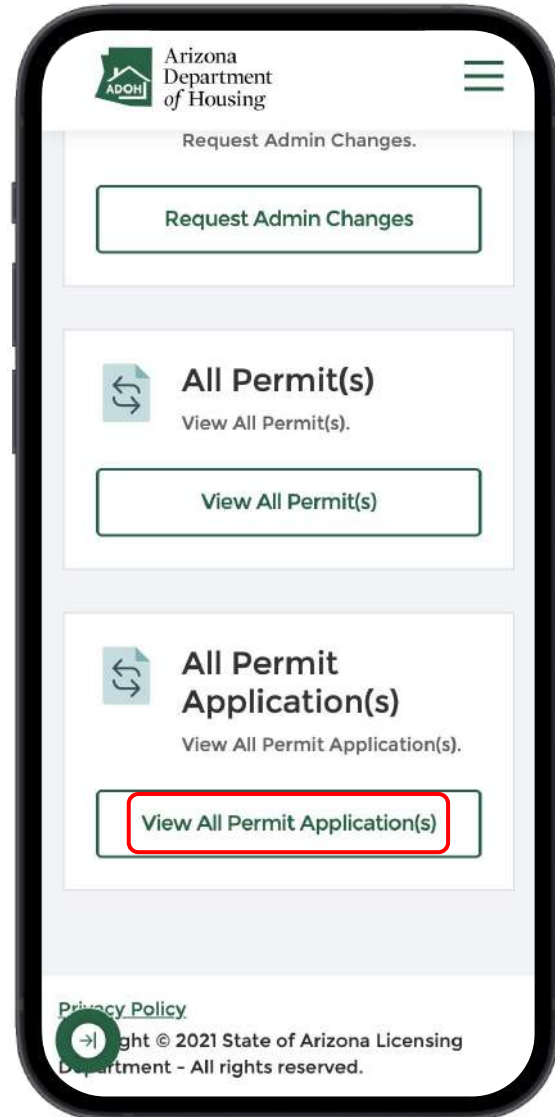 Arizona
Department
of Housing
ADOH
Request Admin Changes.
Request Admin Changes
All Permit(s)
View All Permit(s).
View All Permit(s)
All Permit
Application(s)
View All Permit Application(s).
View All Permit Application(s)
Privacy Policy
ght © 2021 State of Arizona Licensing
Department - All rights reserved.